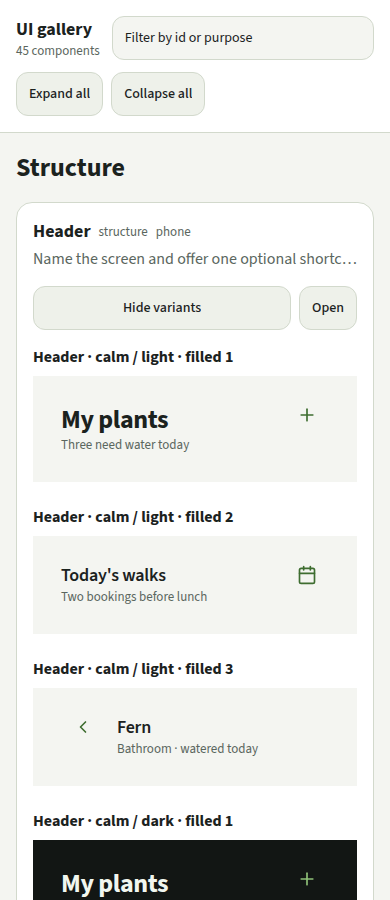 UI gallery
45 components
Filter by id or purpose
Expand all
Collapse all
Structure
Header structure phone
Name the screen and offer one optional shortc…
Hide variants
Open
Header · calm / light · filled 1
My plants
Three need water today
Header · calm / light · filled 2
Today's walks
Two bookings before lunch
Header · calm / light · filled 3
Fern
Bathroom · watered today
Header · calm / dark · filled 1
My plants